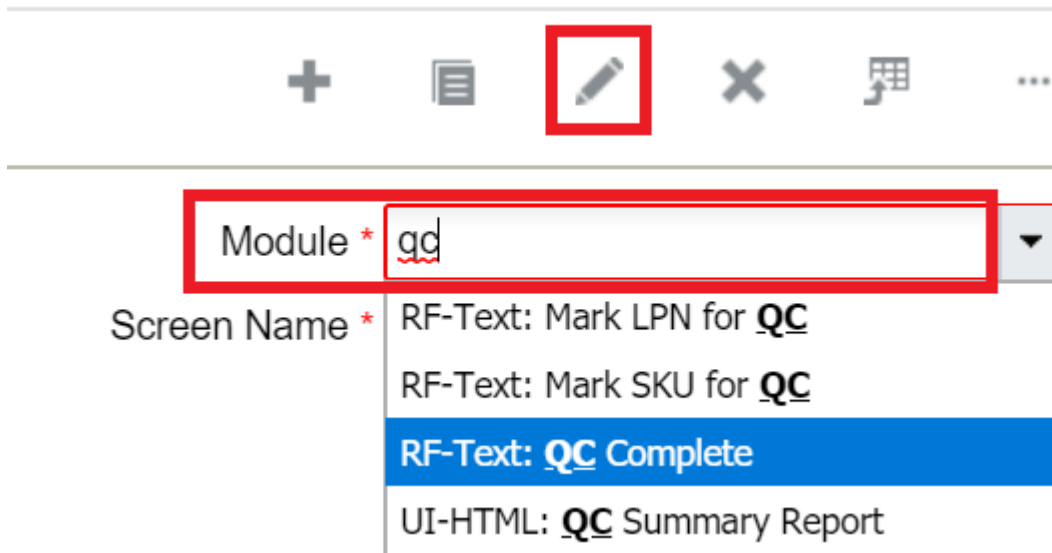 Module * qc
Screen Name *
RF-Text: Mark LPN for QC
RF-Text: Mark SKU for QC
RF-Text: QC Complete
UI-HTML: QC Summary Report